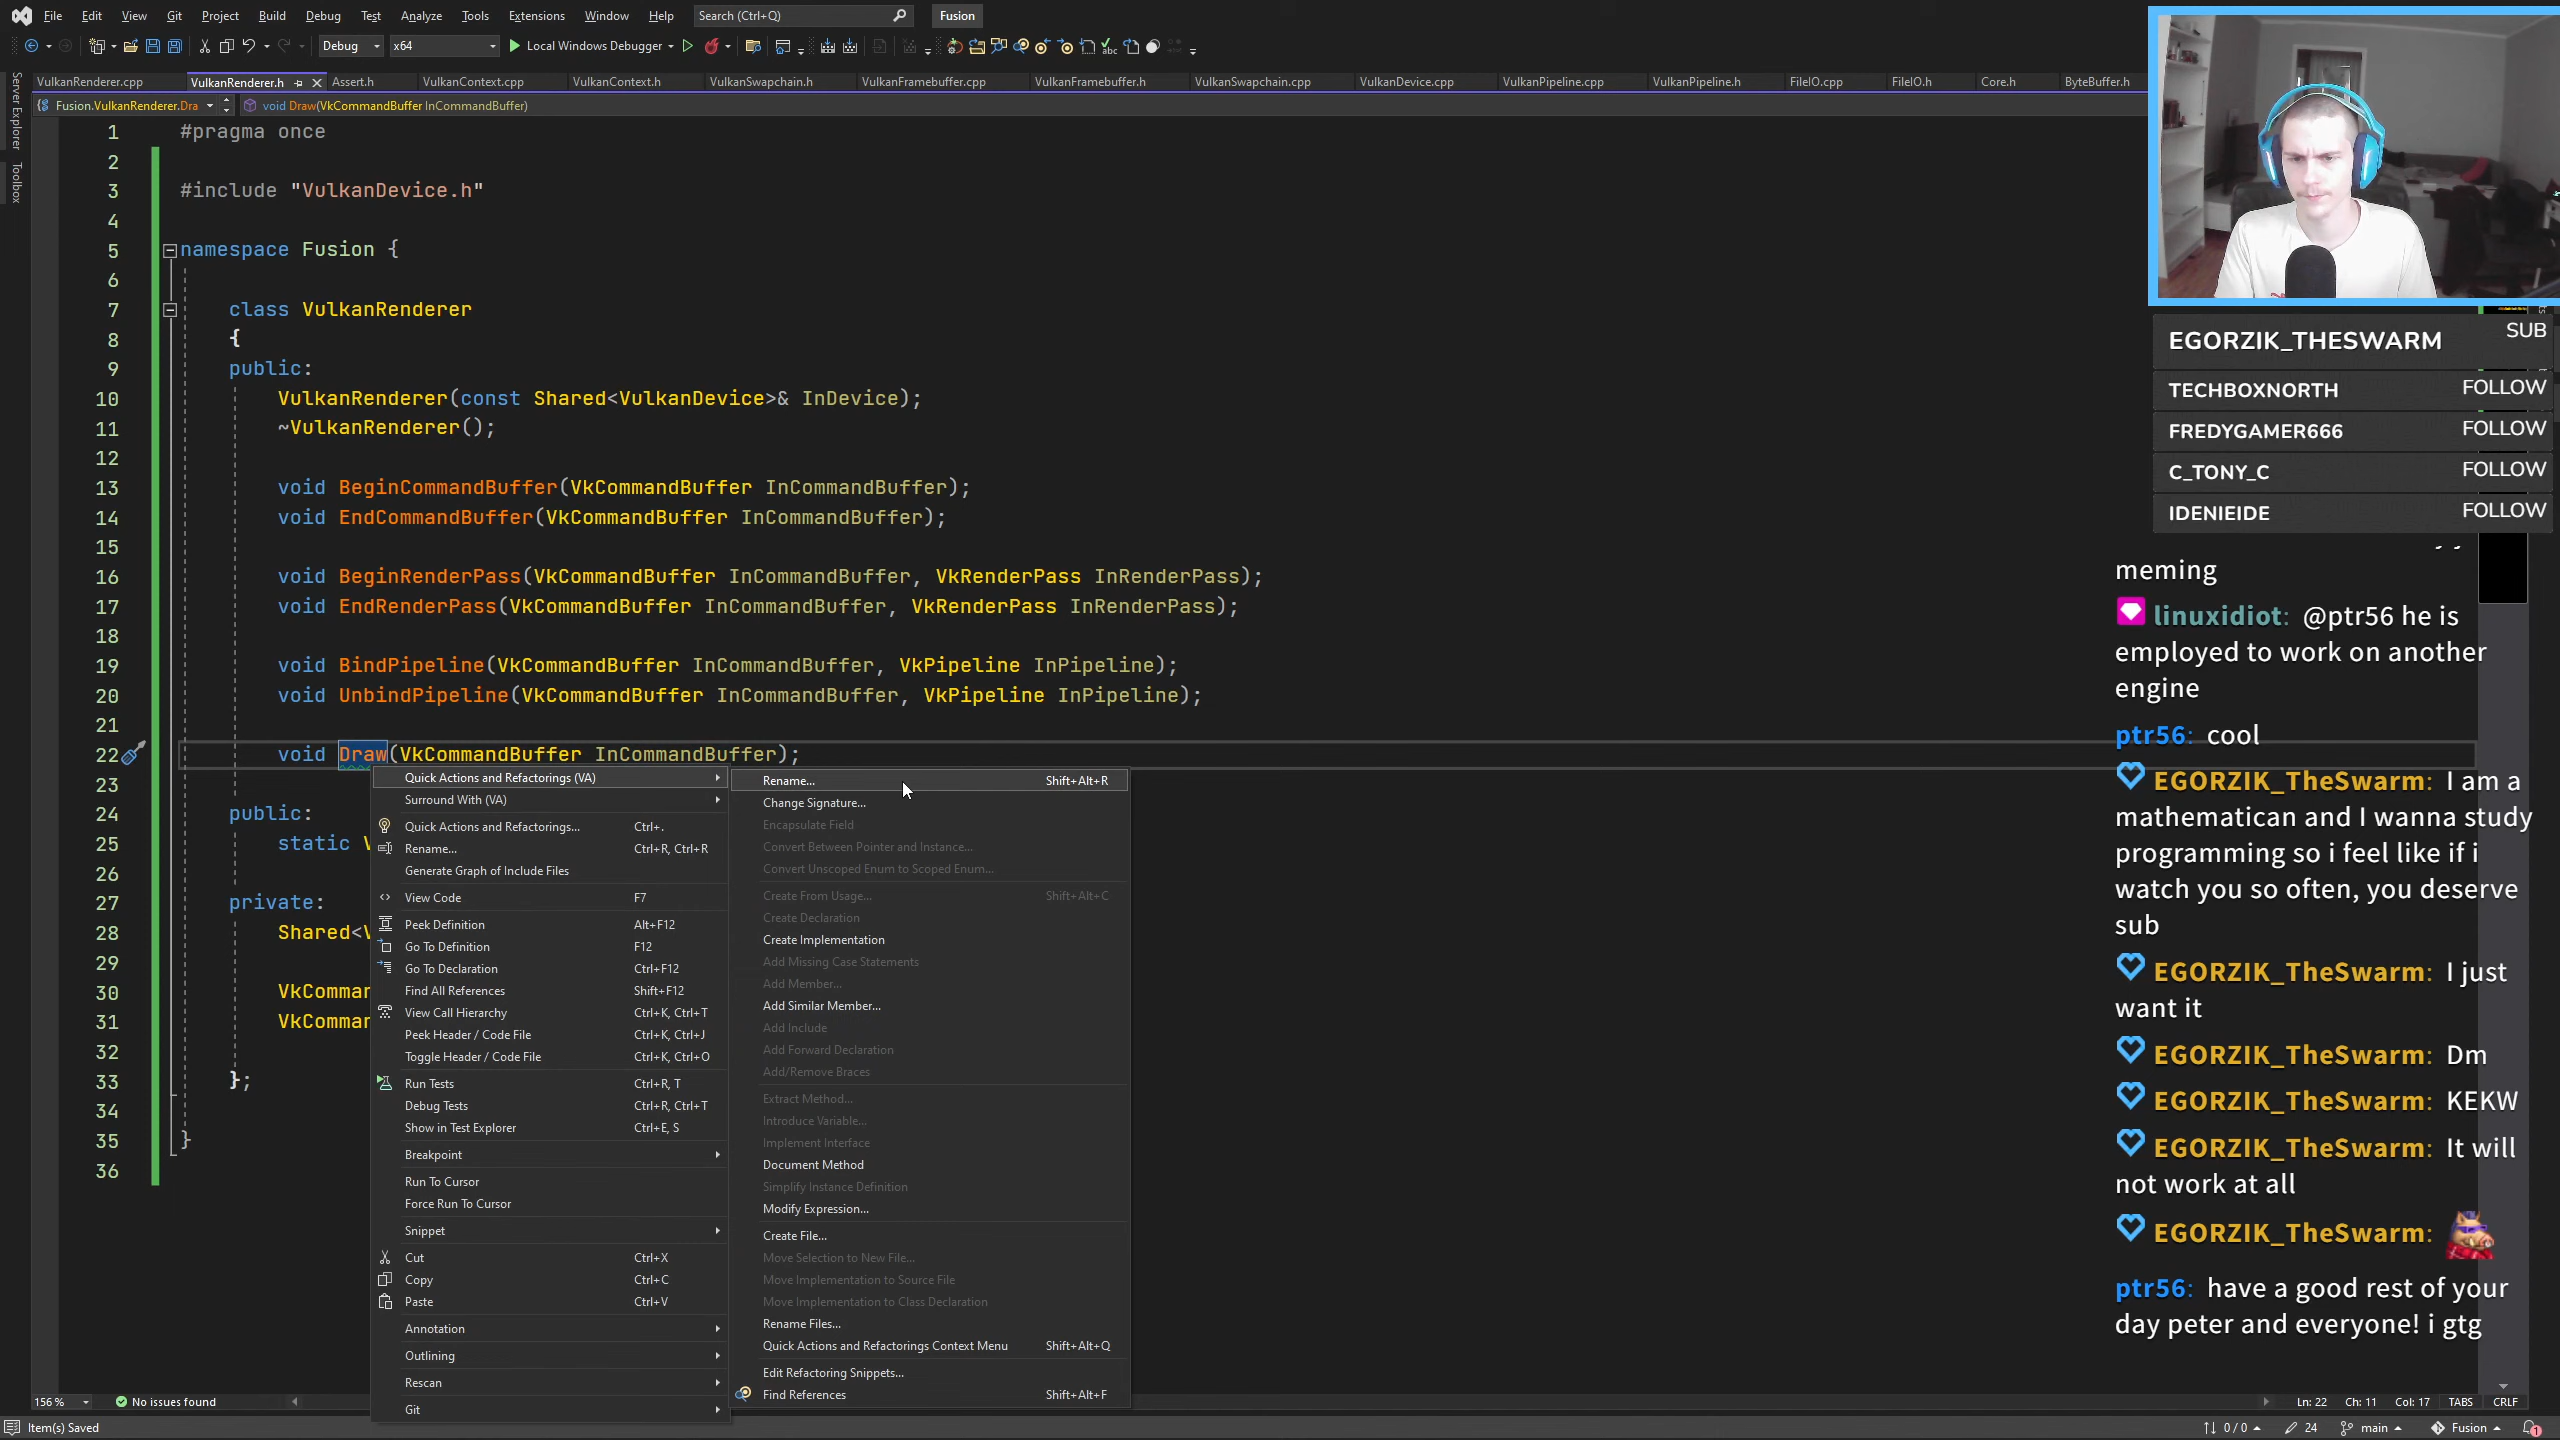 File Edit View Git Project Build Debug Test Analyze Tools Extensions Window Help Search (Ctrl+Q) Fusion
Debug x64 Local Windows Debugger
VulkanRenderer.cpp VulkanRenderer.h Assert.h VulkanContext.cpp VulkanContext.h VulkanSwapchain.h VulkanFramebuffer.cpp VulkanFramebuffer.h VulkanSwapchain.cpp VulkanDevice.cpp VulkanPipeline.cpp VulkanPipeline.h FileIO.cpp FileIO.h Core.h ByteBuffer.h
Fusion.VulkanRenderer.Dra void Draw(VkCommandBuffer InCommandBuffer)
Server Explorer
Toolbox
1 #pragma once
2
3 #include "VulkanDevice.h"
4
5 namespace Fusion {
6
7 class VulkanRenderer
8 {
9 public:
10 VulkanRenderer(const Shared<VulkanDevice>& InDevice);
11 ~VulkanRenderer();
12
13 void BeginCommandBuffer(VkCommandBuffer InCommandBuffer);
14 void EndCommandBuffer(VkCommandBuffer InCommandBuffer);
15
16 void BeginRenderPass(VkCommandBuffer InCommandBuffer, VkRenderPass InRenderPass);
17 void EndRenderPass(VkCommandBuffer InCommandBuffer, VkRenderPass InRenderPass);
18
19 void BindPipeline(VkCommandBuffer InCommandBuffer, VkPipeline InPipeline);
20 void UnbindPipeline(VkCommandBuffer InCommandBuffer, VkPipeline InPipeline);
21
22 void Draw(VkCommandBuffer InCommandBuffer);
23
24 public:
25 static V
26
27 private:
28 Shared<V
29
30 VkComman
31 VkComman
32
33 };
34
35 }
36
Quick Actions and Refactorings (VA)
Surround With (VA)
Quick Actions and Refactorings... Ctrl+.
Rename... Ctrl+R, Ctrl+R
Generate Graph of Include Files
View Code F7
Peek Definition Alt+F12
Go To Definition F12
Go To Declaration Ctrl+F12
Find All References Shift+F12
View Call Hierarchy Ctrl+K, Ctrl+T
Peek Header / Code File Ctrl+K, Ctrl+J
Toggle Header / Code File Ctrl+K, Ctrl+O
Run Tests Ctrl+R, T
Debug Tests Ctrl+R, Ctrl+T
Show in Test Explorer Ctrl+E, S
Breakpoint
Run To Cursor
Force Run To Cursor
Snippet
Cut Ctrl+X
Copy Ctrl+C
Paste Ctrl+V
Annotation
Outlining
Rescan
Git
Rename... Shift+Alt+R
Change Signature...
Encapsulate Field
Convert Between Pointer and Instance...
Convert Unscoped Enum to Scoped Enum...
Create From Usage... Shift+Alt+C
Create Declaration
Create Implementation
Add Missing Case Statements
Add Member...
Add Similar Member...
Add Include
Add Forward Declaration
Add/Remove Braces
Extract Method...
Introduce Variable...
Implement Interface
Document Method
Simplify Instance Definition
Modify Expression...
Create File...
Move Selection to New File...
Move Implementation to Source File
Move Implementation to Class Declaration
Rename Files...
Quick Actions and Refactorings Context Menu Shift+Alt+Q
Edit Refactoring Snippets...
Find References Shift+Alt+F
EGORZIK_THESWARM SUB
TECHBOXNORTH FOLLOW
FREDYGAMER666 FOLLOW
C_TONY_C FOLLOW
IDENIEIDE FOLLOW
meming
linuxidiot: @ptr56 he is
employed to work on another
engine
ptr56: cool
EGORZIK_TheSwarm: I am a
mathematican and I wanna study
programming so i feel like if i
watch you so often, you deserve
sub
EGORZIK_TheSwarm: I just
want it
EGORZIK_TheSwarm: Dm
EGORZIK_TheSwarm: KEKW
EGORZIK_TheSwarm: It will
not work at all
EGORZIK_TheSwarm:
ptr56: have a good rest of your
day peter and everyone! i gtg
156 % No issues found Ln: 22 Ch: 11 Col: 17 TABS CRLF
Item(s) Saved 0 / 0 24 main Fusion 1